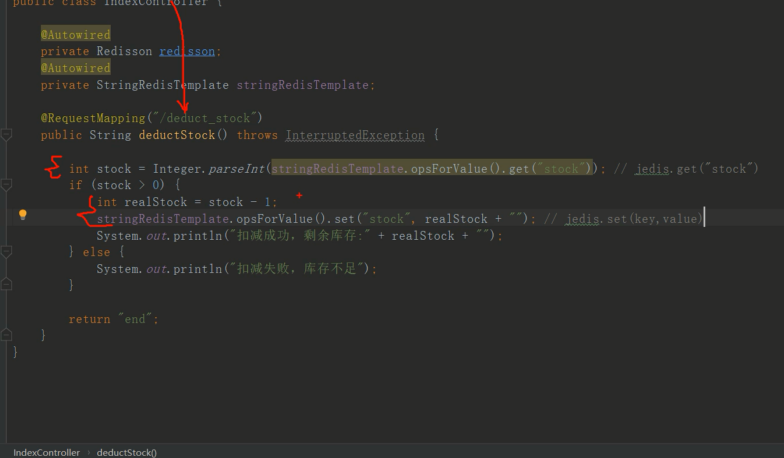 public class IndexController {
@Autowired
private Redisson redisson;
@Autowired
private StringRedisTemplate stringRedisTemplate;
@RequestMapping("/deduct_stock")
public String deductStock() throws InterruptedException {
int stock = Integer.parseInt(stringRedisTemplate.opsForValue().get("stock")); // jedis.get("stock")
if (stock > 0) {
int realStock = stock - 1;
stringRedisTemplate.opsForValue().set("stock", realStock + ""); // jedis.set(key,value)
System.out.println("扣减成功，剩余库存:" + realStock + "");
} else {
System.out.println("扣减失败，库存不足");
}
return "end";
}
}
IndexController › deductStock()